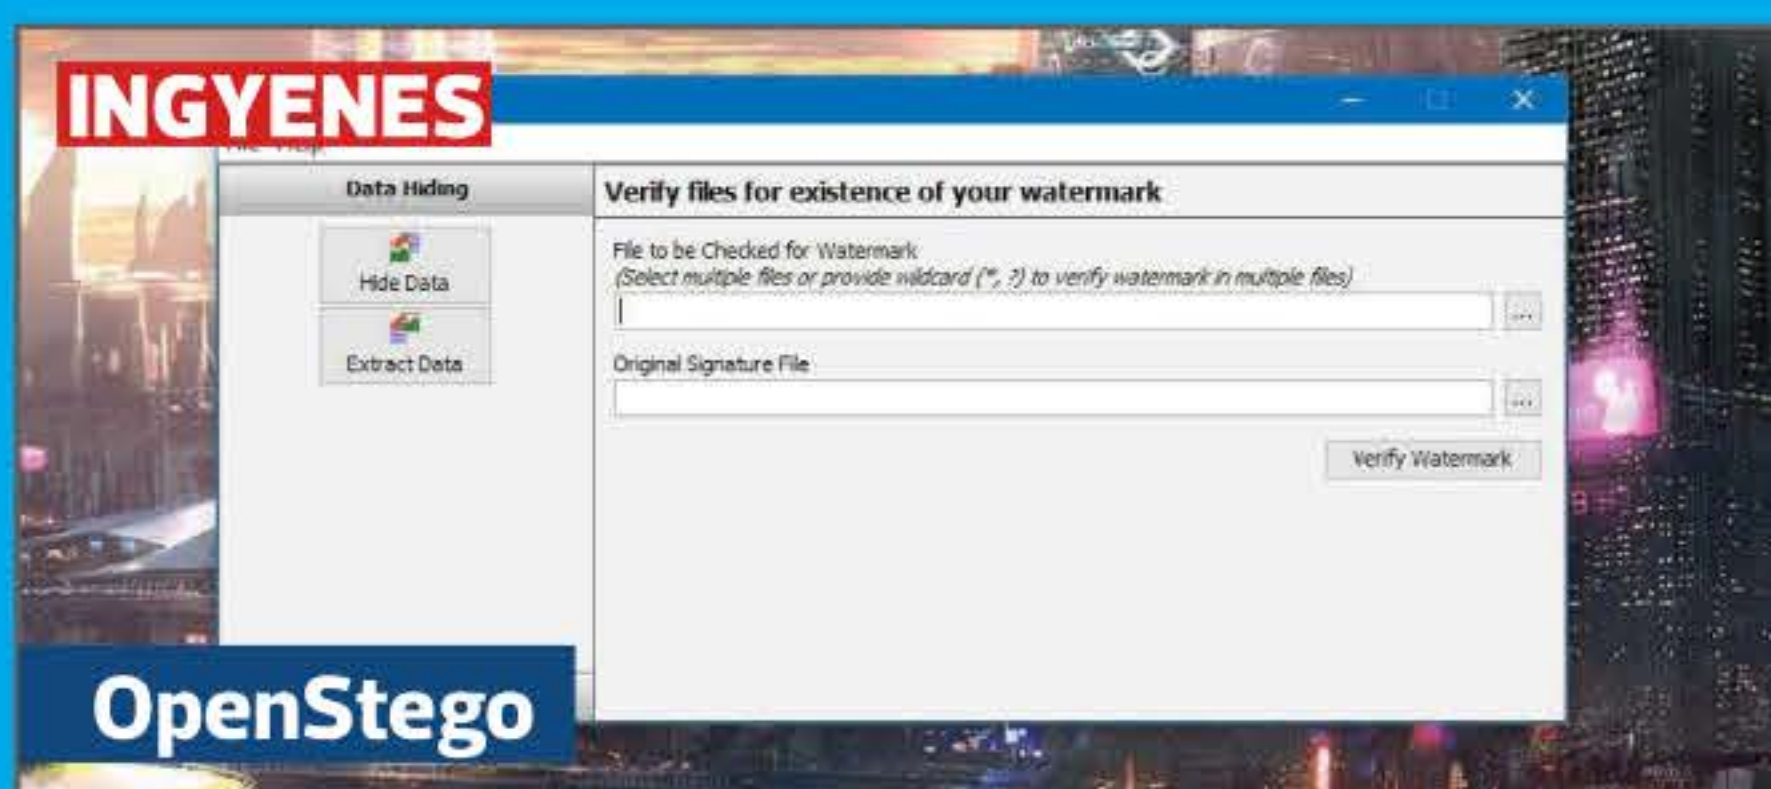 INGYENES
Data Hiding
Hide Data
Extract Data
Verify files for existence of your watermark
File to be Checked for Watermark
(Select multiple files or provide wildcard (*, ?) to verify watermark in multiple files)
...
Original Signature File
...
Verify Watermark
OpenStego